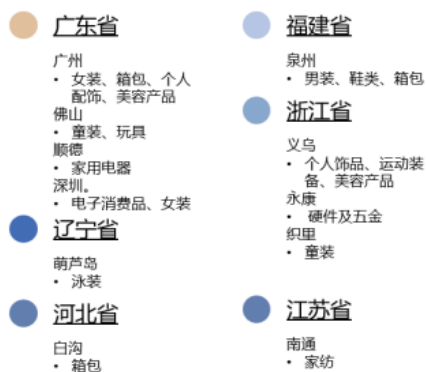 广东省
广州
• 女装、箱包、个人
配饰、美容产品
佛山
• 童装、玩具
顺德
• 家用电器
深圳。
• 电子消费品、女装
辽宁省
萌芦岛
• 泳装
河北省
白沟
• 箱包
福建省
泉州
• 男装、鞋类、箱包
浙江省
义乌
• 个人饰品、运动装
备、美容产品
永康
• 硬件及五金
织里
• 童装
江苏省
南通
• 家纺